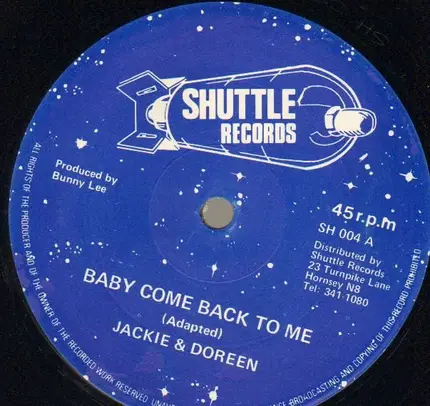 SHUTTLE
RECORDS
Produced by
Bunny Lee
45 r.p.m
SH 004 A
Distributed by
Shuttle Records
23 Turnpike Lane
Hornsey N8
Tel: 341-1080
BABY COME BACK TO ME
(Adapted)
JACKIE & DOREEN
ALL RIGHTS OF THE PRODUCER AND OF THE OWNER OF THE RECORDED WORK RESERVED. BROADCASTING AND COPYING OF THIS RECORD PROHIBITED